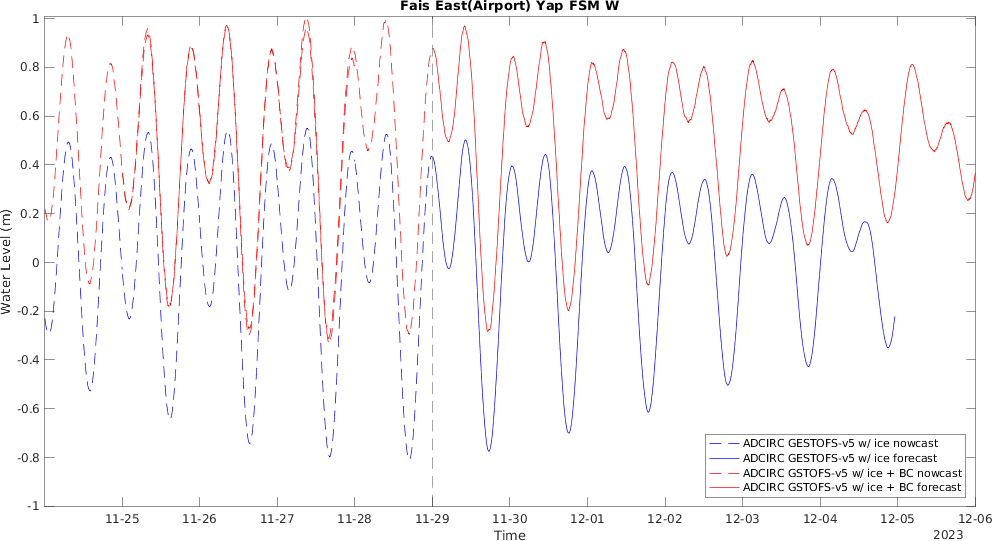 Fais East(Airport) Yap FSM W
1
0.8
0.6
0.4
0.2
0
-0.2
-0.4
-0.6
-0.8
-1
Water Level (m)
ADCIRC GESTOFS-v5 w/ ice nowcast
ADCIRC GESTOFS-v5 w/ ice forecast
ADCIRC GSTOFS-v5 w/ ice + BC nowcast
ADCIRC GSTOFS-v5 w/ ice + BC forecast
11-25 11-26 11-27 11-28 11-29 11-30 12-01 12-02 12-03 12-04 12-05 12-06
Time
2023